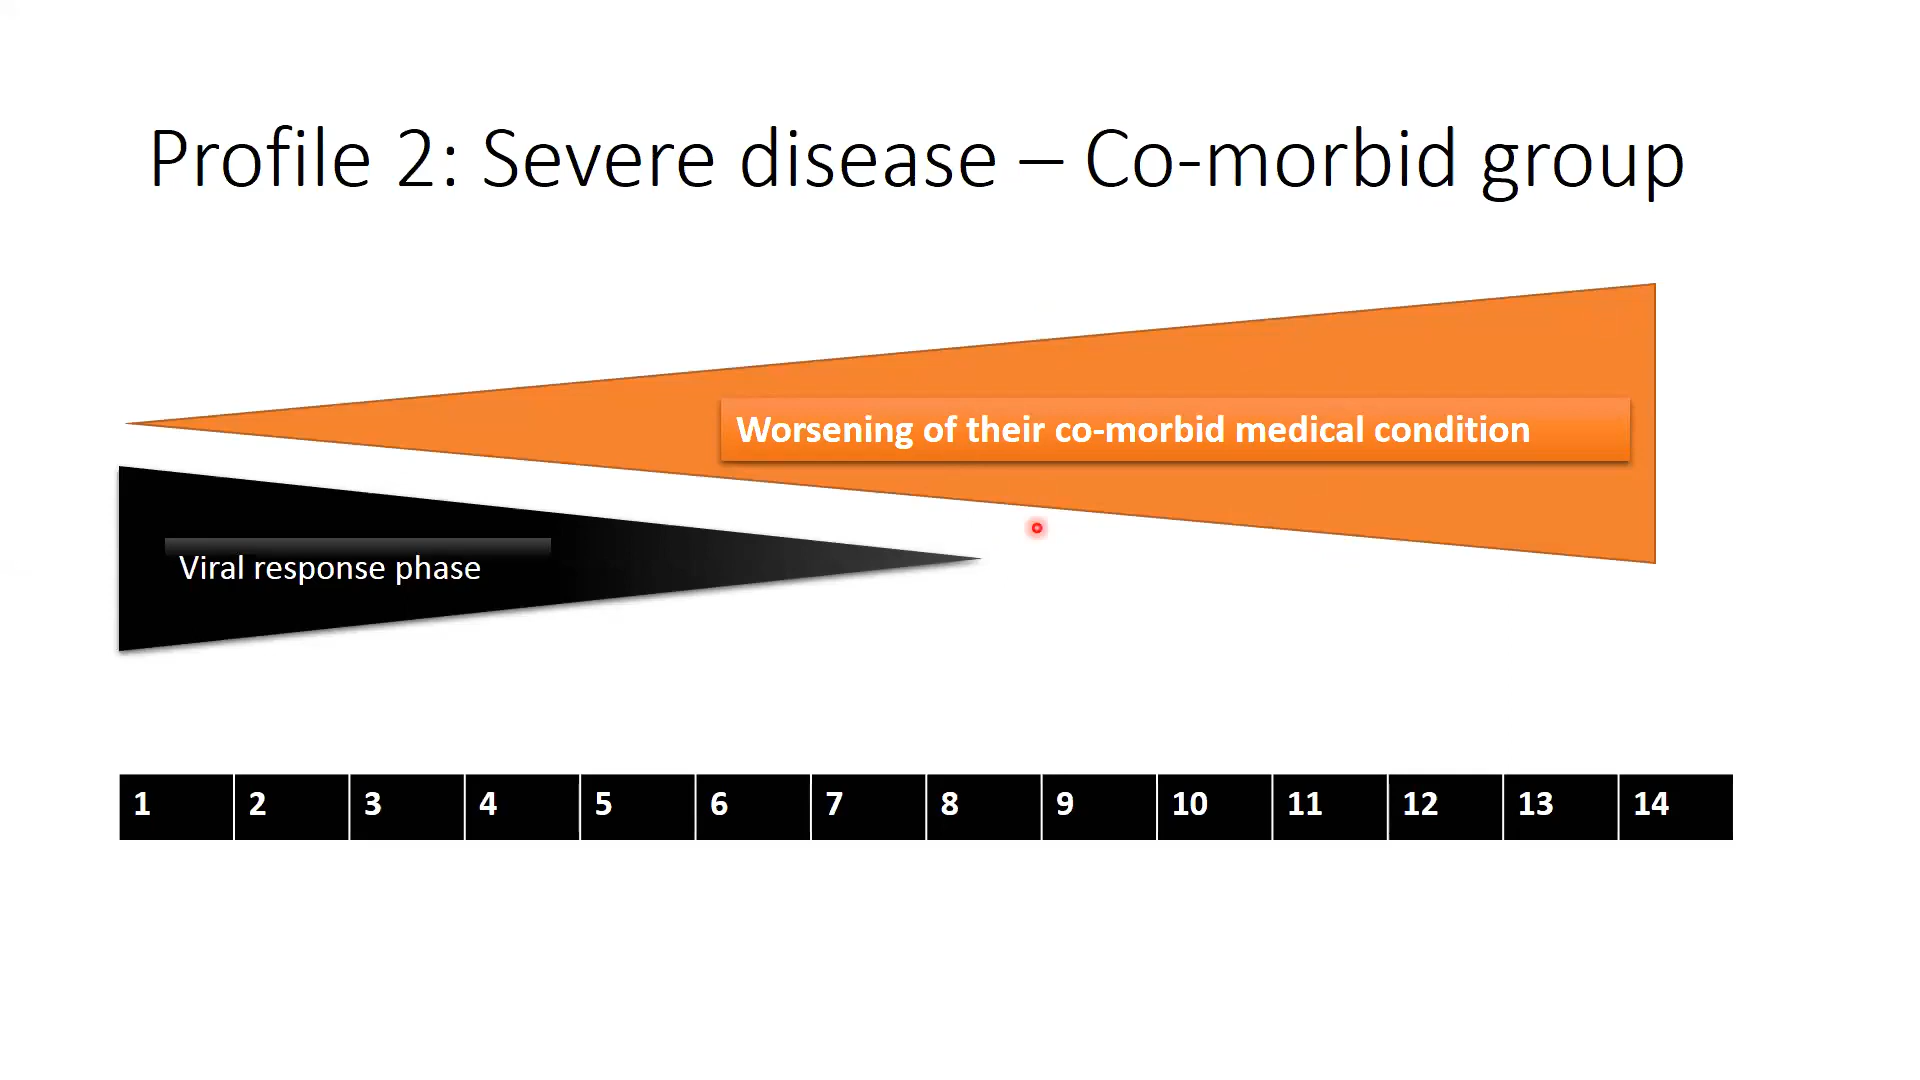 Profile 2: Severe disease – Co-morbid group
Worsening of their co-morbid medical condition
Viral response phase
1 2 3 4 5 6 7 8 9 10 11 12 13 14